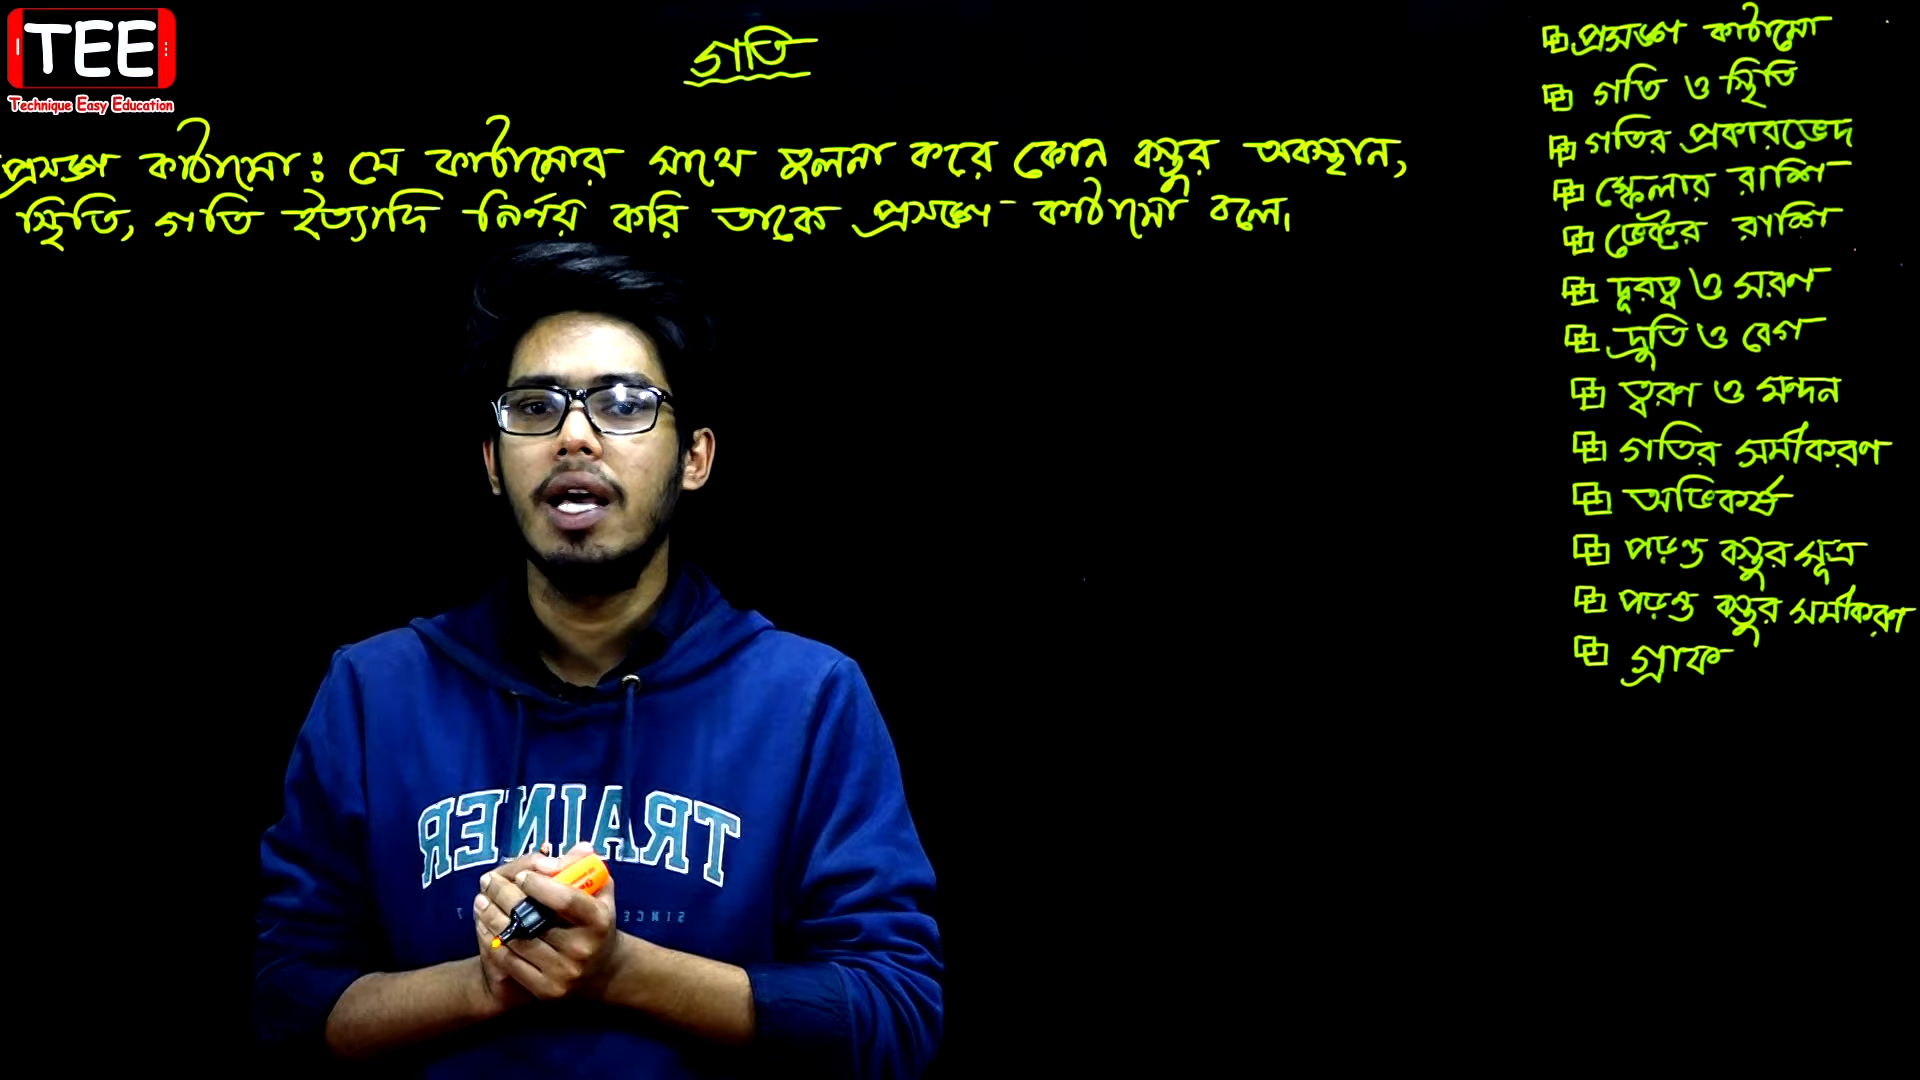 TEE
Technique Easy Education
গতি
প্রসঙ্গ কাঠামো : যে কাঠামোর সাথে তুলনা করে কোন বস্তুর অবস্থান,
স্থিতি, গতি ইত্যাদি নির্ণয় করি তাকে প্রসঙ্গ কাঠামো বলে।
প্রসঙ্গ কাঠামো
গতি ও স্থিতি
গতির প্রকারভেদ
স্কেলার রাশি
ভেক্টর রাশি
দূরত্ব ও সরণ
দ্রুতি ও বেগ
ত্বরণ ও মন্দন
গতির সমীকরণ
অভিকর্ষ
পড়ন্ত বস্তুর সূত্র
পড়ন্ত বস্তুর সমীকরণ
গ্রাফ
TRAINER
SINCE 7